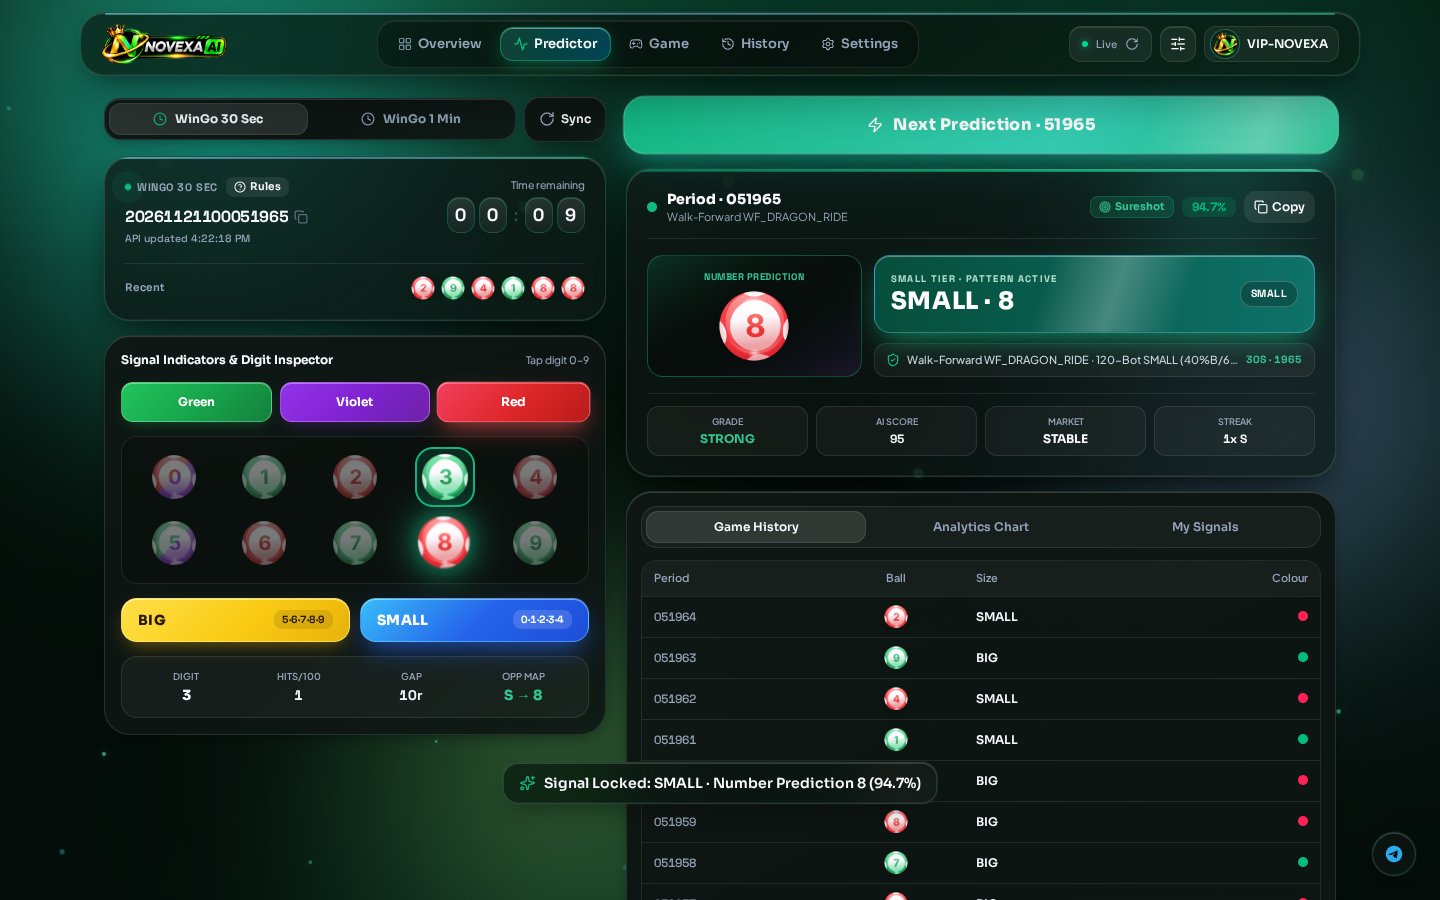 NOVEXA AI
Overview
Predictor
Game
History
Settings
Live
VIP-NOVEXA
WinGo 30 Sec
WinGo 1 Min
Sync
Next Prediction · 51965
WINGO 30 SEC
Rules
Time remaining
20261121100051965
0 0 : 0 9
API updated 4:22:18 PM
Recent
2 9 4 1 8 8
Signal Indicators & Digit Inspector
Tap digit 0–9
Green
Violet
Red
0 1 2 3 4
5 6 7 8 9
BIG
5·6·7·8·9
SMALL
0·1·2·3·4
DIGIT
HITS/100
GAP
OPP MAP
3
1
10r
S → 8
Period · 051965
Walk-Forward WF_DRAGON_RIDE
Sureshot
94.7%
Copy
NUMBER PREDICTION
8
SMALL TIER · PATTERN ACTIVE
SMALL · 8
SMALL
Walk-Forward WF_DRAGON_RIDE · 120-Bot SMALL (40%B/6...
30S · 1965
GRADE
STRONG
AI SCORE
95
MARKET
STABLE
STREAK
1x S
Game History
Analytics Chart
My Signals
Period Ball Size Colour
051964 2 SMALL
051963 9 BIG
051962 4 SMALL
051961 1 SMALL
BIG
Signal Locked: SMALL · Number Prediction 8 (94.7%)
051959 8 BIG
051958 7 BIG